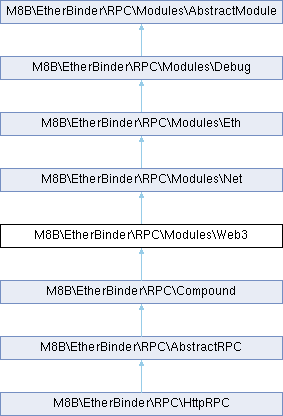 M8B\EtherBinder\RPC\Modules\AbstractModule
M8B\EtherBinder\RPC\Modules\Debug
M8B\EtherBinder\RPC\Modules\Eth
M8B\EtherBinder\RPC\Modules\Net
M8B\EtherBinder\RPC\Modules\Web3
M8B\EtherBinder\RPC\Compound
M8B\EtherBinder\RPC\AbstractRPC
M8B\EtherBinder\RPC\HttpRPC